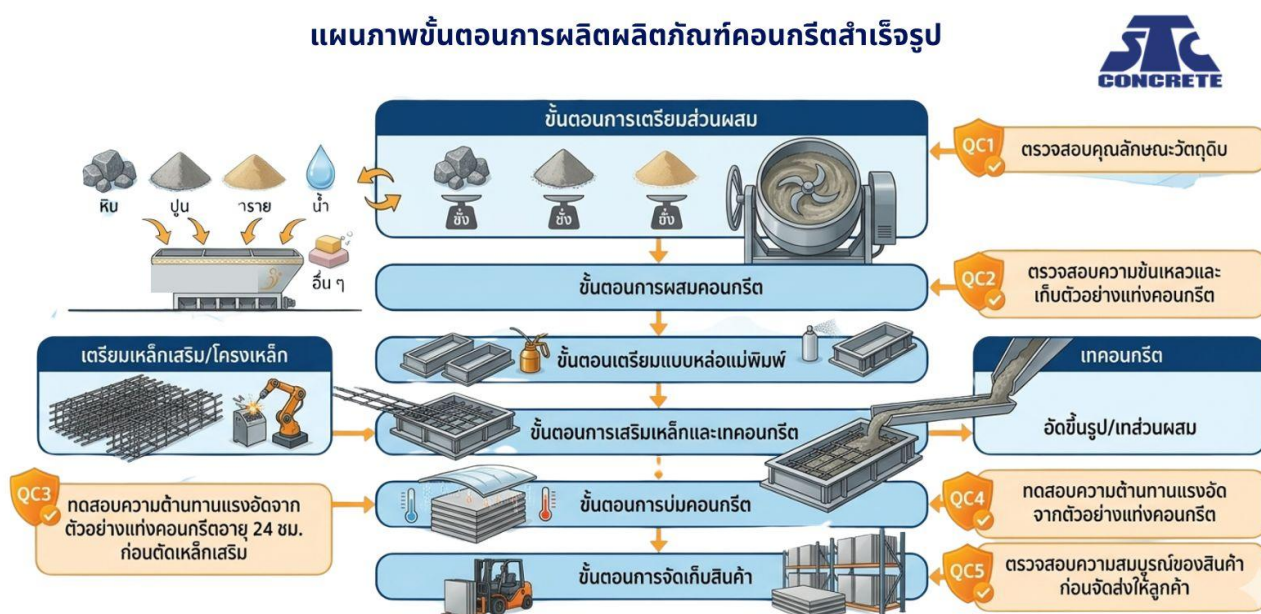 แผนภาพขั้นตอนการผลิตผลิตภัณฑ์คอนกรีตสำเร็จรูป
STC
CONCRETE
ขั้นตอนการเตรียมส่วนผสม
QC1
ตรวจสอบคุณลักษณะวัตถุดิบ
หิบ
ปูน
าราย
น้ำ
ชั่ง
ชั่ง
ชั่ง
อื่น ๆ
ขั้นตอนการผสมคอนกรีต
QC2
ตรวจสอบความข้นเหลวและ
เก็บตัวอย่างแท่งคอนกรีต
เตรียมเหล็กเสริม/โครงเหล็ก
ขั้นตอนเตรียมแบบหล่อแม่พิมพ์
เทคอนกรีต
ขั้นตอนการเสริมเหล็กและเทคอนกรีต
อัดขึ้นรูป/เทส่วนผสม
QC3
ทดสอบความต้านทานแรงอัดจาก
ตัวอย่างแท่งคอนกรีตอายุ 24 ชม.
ก่อนตัดเหล็กเสริม
ขั้นตอนการบ่มคอนกรีต
QC4
ทดสอบความต้านทานแรงอัด
จากตัวอย่างแท่งคอนกรีต
ขั้นตอนการจัดเก็บสินค้า
QC5
ตรวจสอบความสมบูรณ์ของสินค้า
ก่อนจัดส่งให้ลูกค้า